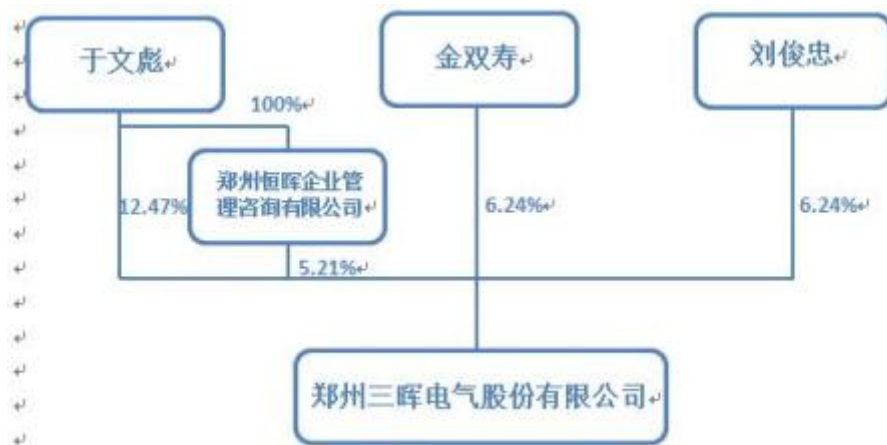 于文彪
金双寿
刘俊忠
100%
郑州恒晖企业管
理咨询有限公司
12.47%
6.24%
6.24%
5.21%
郑州三晖电气股份有限公司